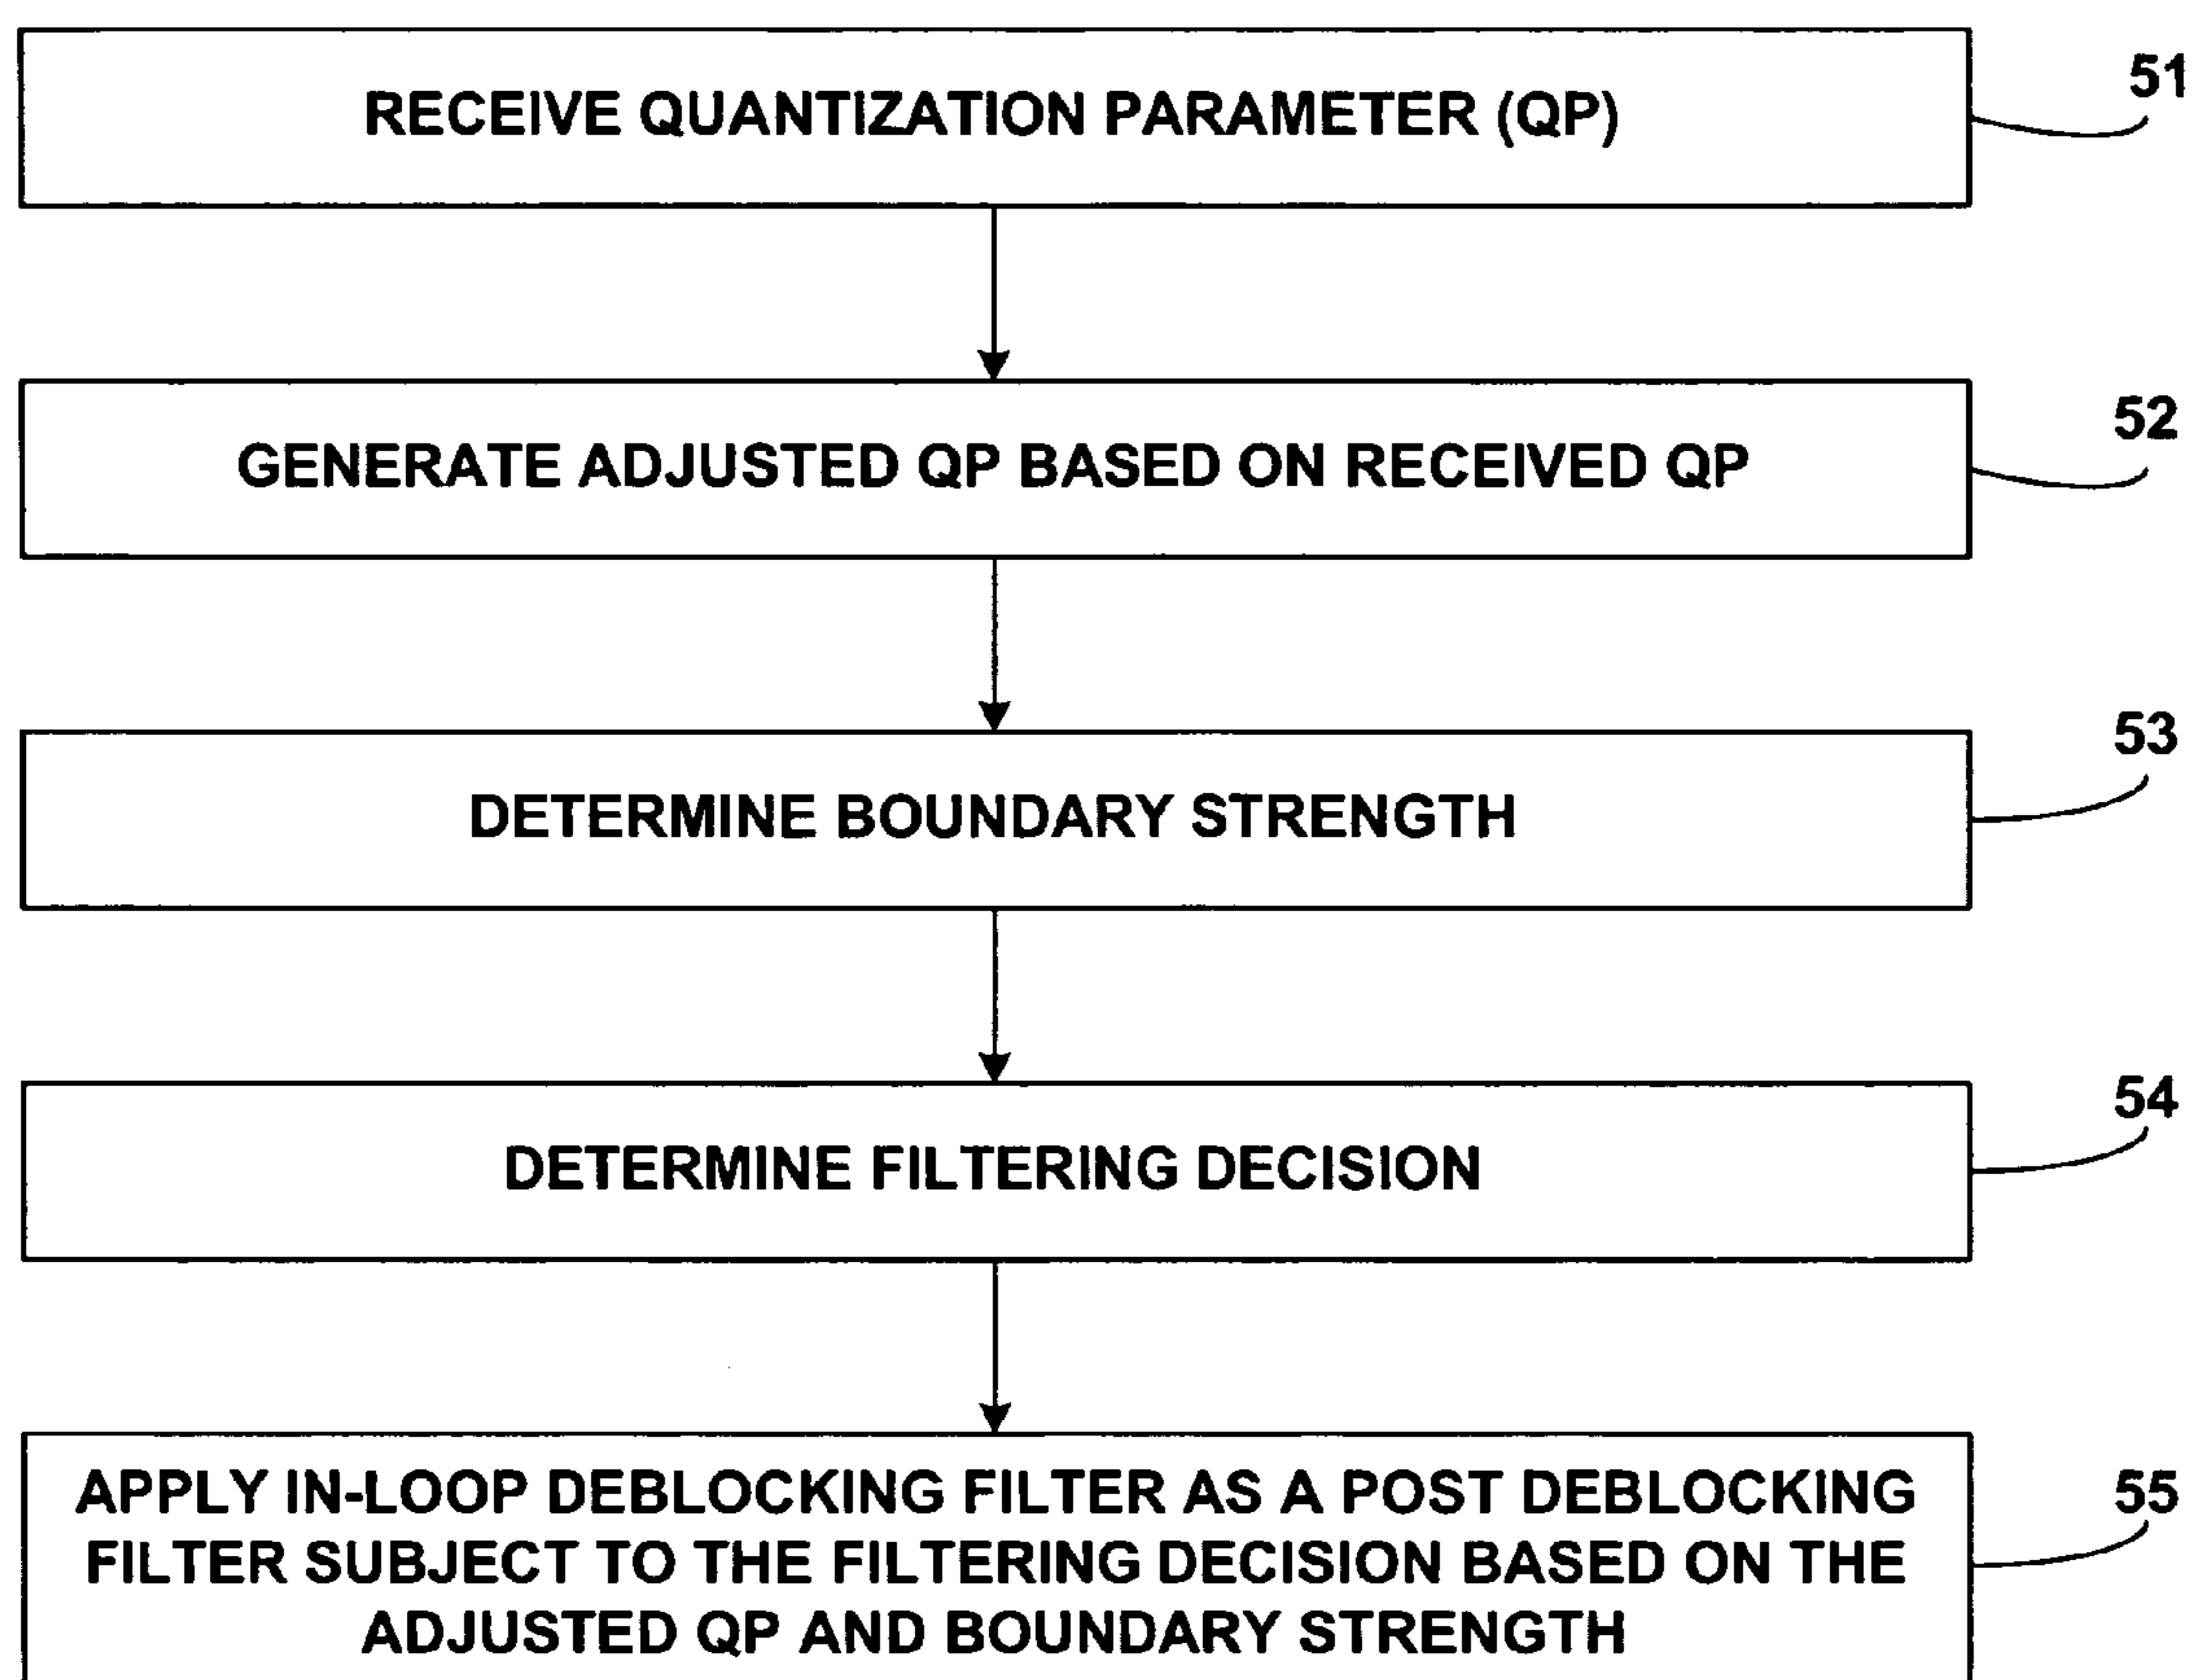 RECEIVE QUANTIZATION PARAMETER (QP)
51
GENERATE ADJUSTED QP BASED ON RECEIVED QP
52
DETERMINE BOUNDARY STRENGTH
53
DETERMINE FILTERING DECISION
54
APPLY IN-LOOP DEBLOCKING FILTER AS A POST DEBLOCKING
FILTER SUBJECT TO THE FILTERING DECISION BASED ON THE
ADJUSTED QP AND BOUNDARY STRENGTH
55